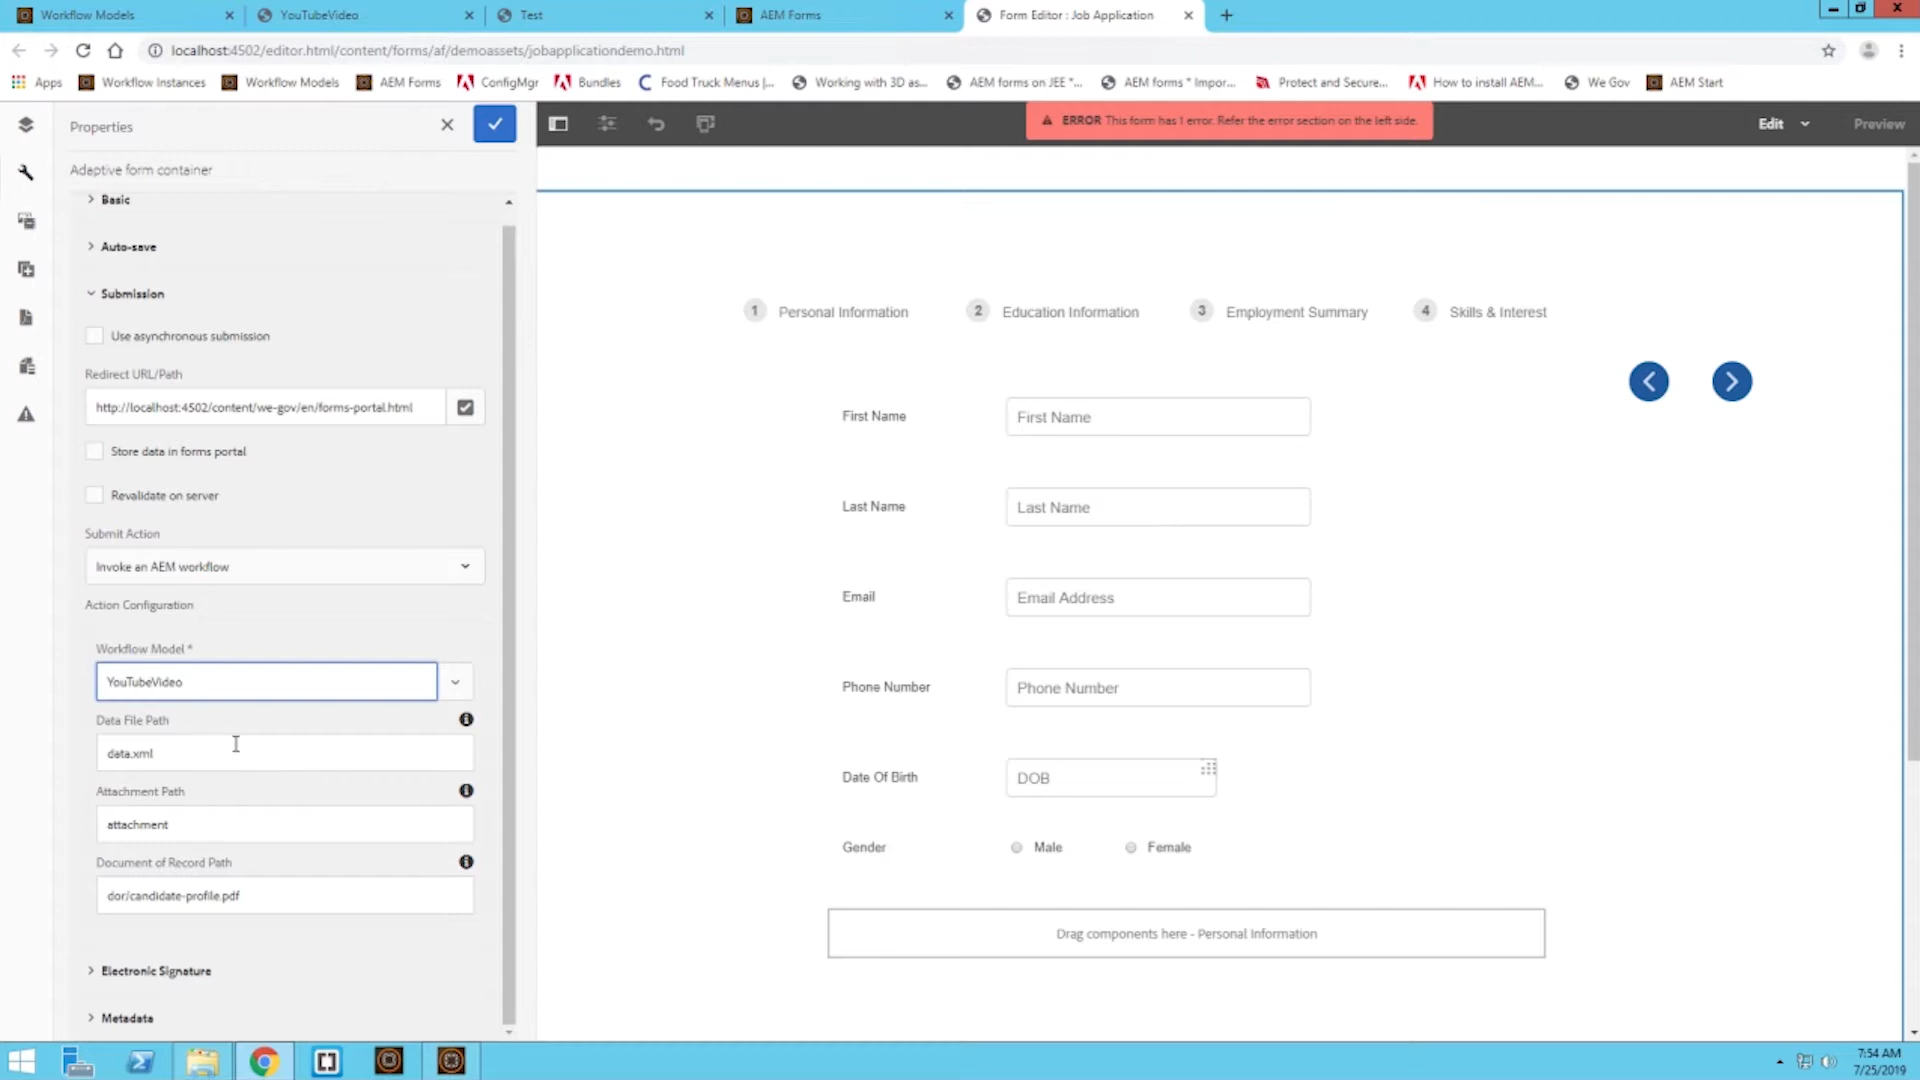 Workflow Models
YouTubeVideo
Test
AEM Forms
Form Editor : Job Application
localhost:4502/editor.html/content/forms/af/demoassets/jobapplicationdemo.html
Apps
Workflow Instances
Workflow Models
AEM Forms
ConfigMgr
Bundles
Food Truck Menus |...
Working with 3D as...
AEM forms on JEE *...
AEM forms * Impor...
Protect and Secure...
How to install AEM...
We Gov
AEM Start
Properties
ERROR This form has 1 error. Refer the error section on the left side.
Edit
Preview
Adaptive form container
Basic
Auto-save
Submission
Use asynchronous submission
Redirect URL/Path
http://localhost:4502/content/we-gov/en/forms-portal.html
Store data in forms portal
Revalidate on server
Submit Action
Invoke an AEM workflow
Action Configuration
Workflow Model *
YouTubeVideo
Data File Path
data.xml
Attachment Path
attachment
Document of Record Path
dor/candidate-profile.pdf
Electronic Signature
Metadata
1 Personal Information
2 Education Information
3 Employment Summary
4 Skills & Interest
First Name
First Name
Last Name
Last Name
Email
Email Address
Phone Number
Phone Number
Date Of Birth
DOB
Gender
Male
Female
Drag components here - Personal Information
7:54 AM
7/25/2019